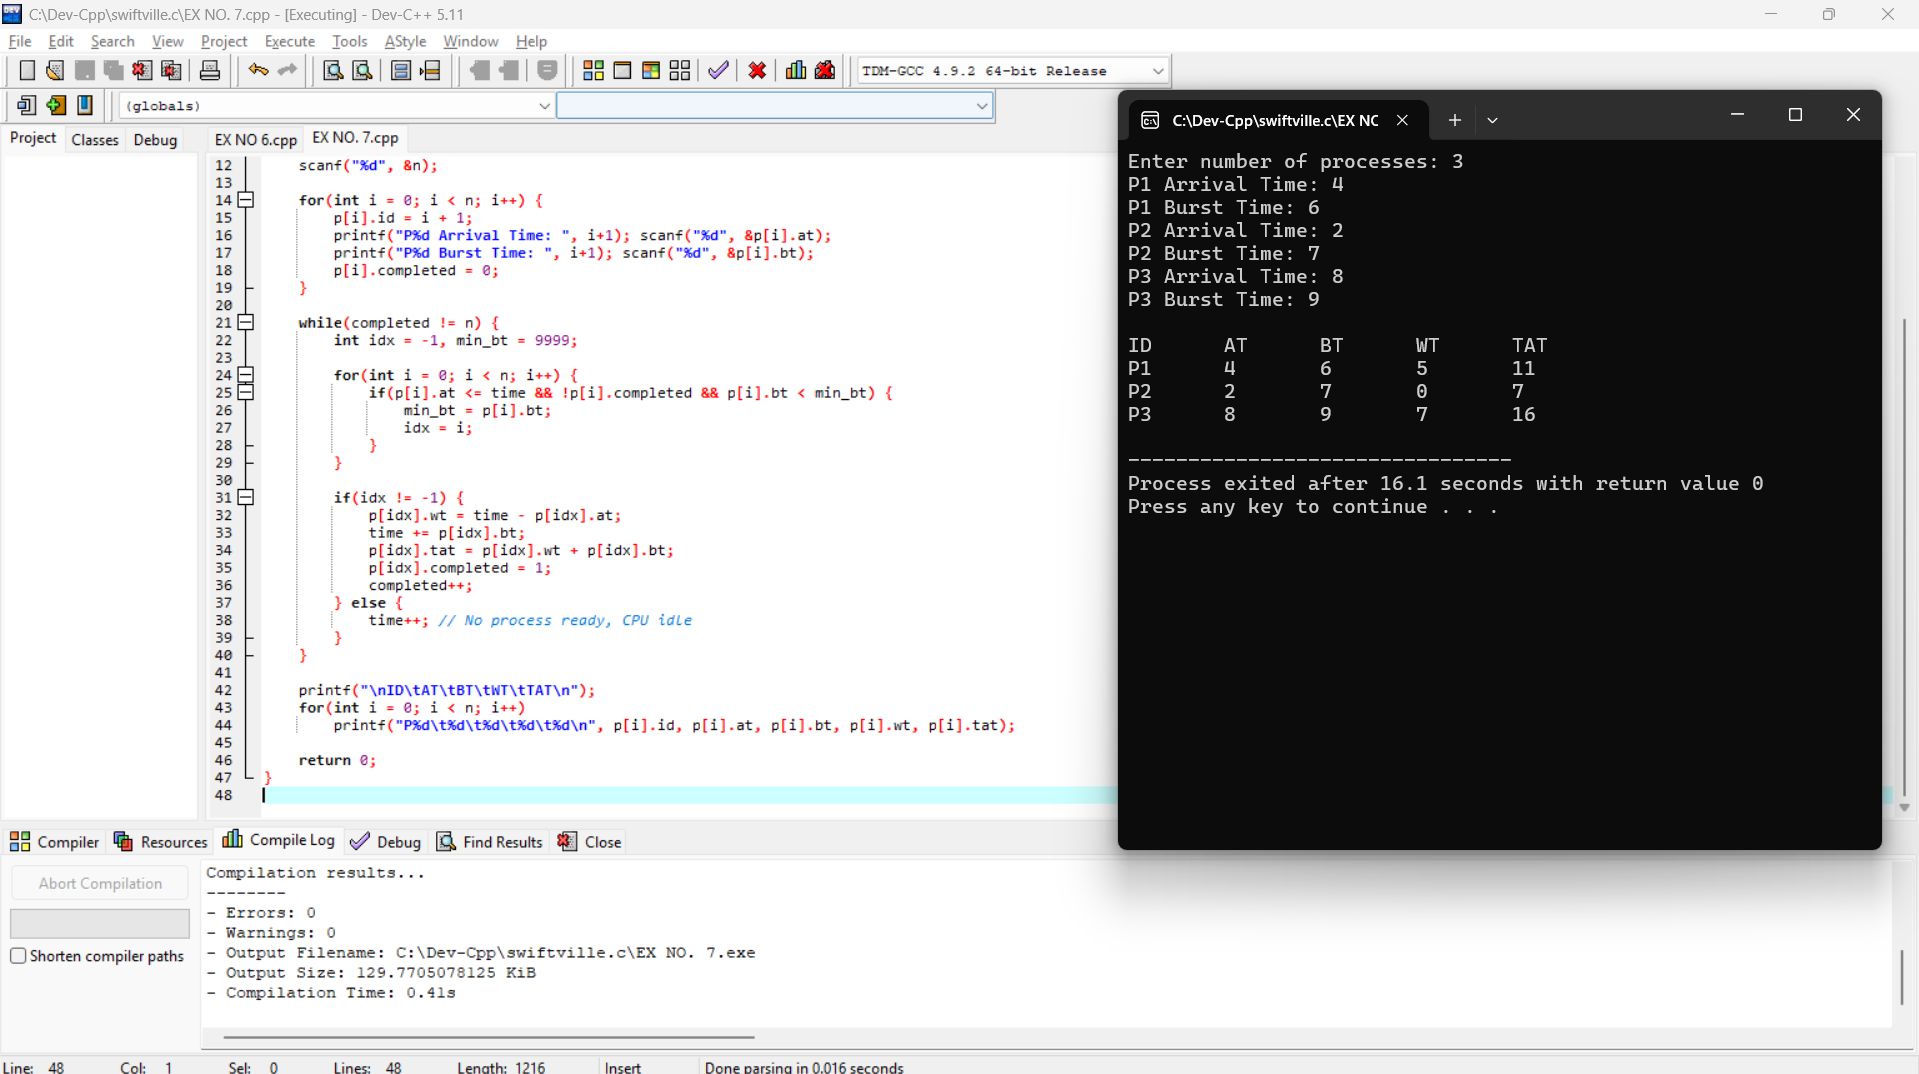 C:\Dev-Cpp\swiftville.c\EX NO. 7.cpp - [Executing] - Dev-C++ 5.11
File Edit Search View Project Execute Tools AStyle Window Help
TDM-GCC 4.9.2 64-bit Release
(globals)
Project Classes Debug
EX NO 6.cpp EX NO. 7.cpp
12 scanf("%d", &n);
13
14 for(int i = 0; i < n; i++) {
15 p[i].id = i + 1;
16 printf("P%d Arrival Time: ", i+1); scanf("%d", &p[i].at);
17 printf("P%d Burst Time: ", i+1); scanf("%d", &p[i].bt);
18 p[i].completed = 0;
19 }
20
21 while(completed != n) {
22 int idx = -1, min_bt = 9999;
23
24 for(int i = 0; i < n; i++) {
25 if(p[i].at <= time && !p[i].completed && p[i].bt < min_bt) {
26 min_bt = p[i].bt;
27 idx = i;
28 }
29 }
30
31 if(idx != -1) {
32 p[idx].wt = time - p[idx].at;
33 time += p[idx].bt;
34 p[idx].tat = p[idx].wt + p[idx].bt;
35 p[idx].completed = 1;
36 completed++;
37 } else {
38 time++; // No process ready, CPU idle
39 }
40 }
41
42 printf("\nID\tAT\tBT\tWT\tTAT\n");
43 for(int i = 0; i < n; i++)
44 printf("P%d\t%d\t%d\t%d\t%d\n", p[i].id, p[i].at, p[i].bt, p[i].wt, p[i].tat);
45
46 return 0;
47 }
48
C:\Dev-Cpp\swiftville.c\EX NO
Enter number of processes: 3
P1 Arrival Time: 4
P1 Burst Time: 6
P2 Arrival Time: 2
P2 Burst Time: 7
P3 Arrival Time: 8
P3 Burst Time: 9
ID AT BT WT TAT
P1 4 6 5 11
P2 2 7 0 7
P3 8 9 7 16
--------------------------------
Process exited after 16.1 seconds with return value 0
Press any key to continue . . .
Compiler Resources Compile Log Debug Find Results Close
Abort Compilation
Shorten compiler paths
Compilation results...
--------
- Errors: 0
- Warnings: 0
- Output Filename: C:\Dev-Cpp\swiftville.c\EX NO. 7.exe
- Output Size: 129.7705078125 KiB
- Compilation Time: 0.41s
Line: 48 Col: 1 Sel: 0 Lines: 48 Length: 1216 Insert Done parsing in 0.016 seconds